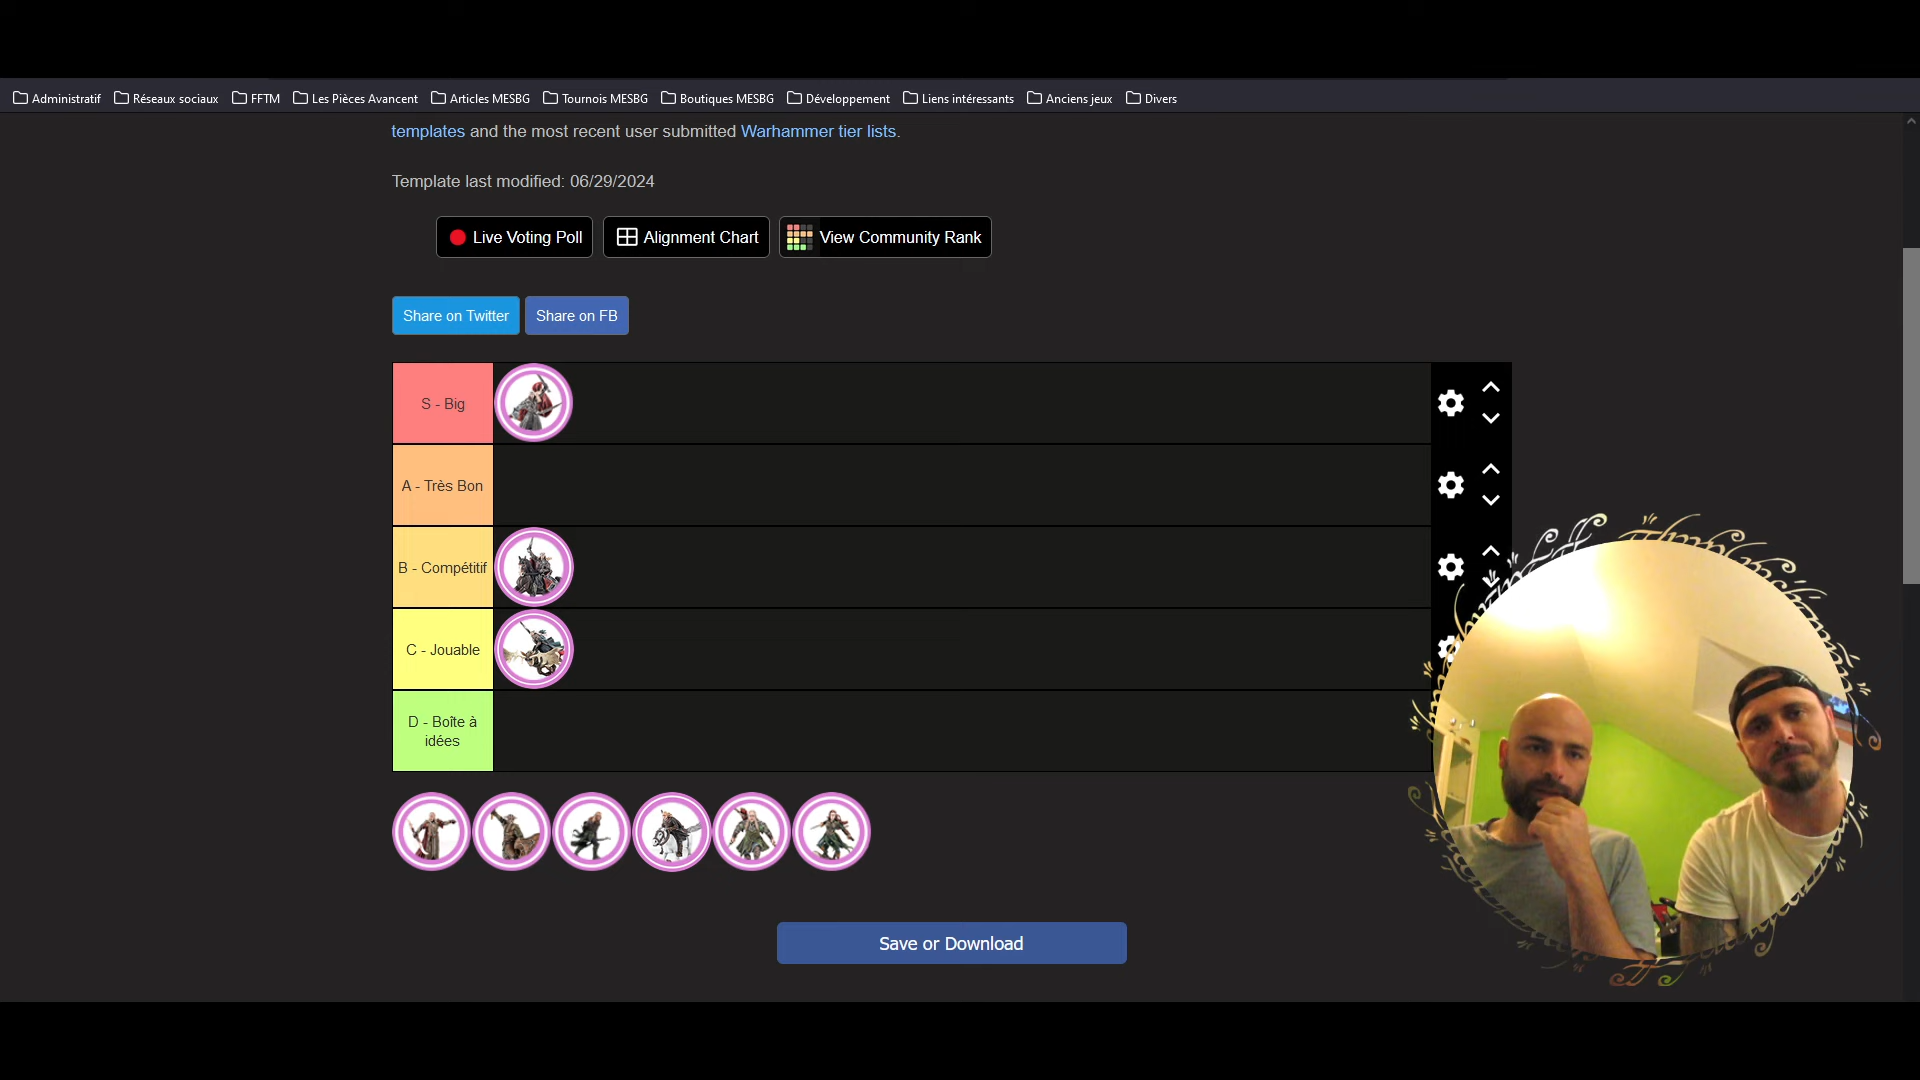 Administratif Réseaux sociaux FFTM Les Pièces Avancent Articles MESBG Tournois MESBG Boutiques MESBG Développement Liens intéressants Anciens jeux Divers
templates and the most recent user submitted Warhammer tier lists.
Template last modified: 06/29/2024
Live Voting Poll Alignment Chart View Community Rank
Share on Twitter Share on FB
S - Big
A - Très Bon
B - Compétitif
C - Jouable
D - Boîte à
idées
Save or Download